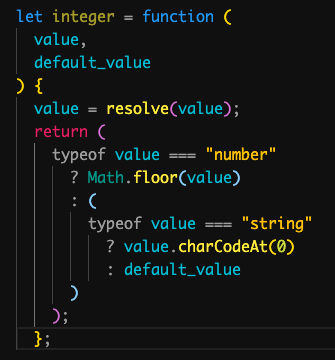 let integer = function (
value,
default_value
) {
value = resolve(value);
return (
typeof value === "number"
? Math.floor(value)
: (
typeof value === "string"
? value.charCodeAt(0)
: default_value
)
);
};